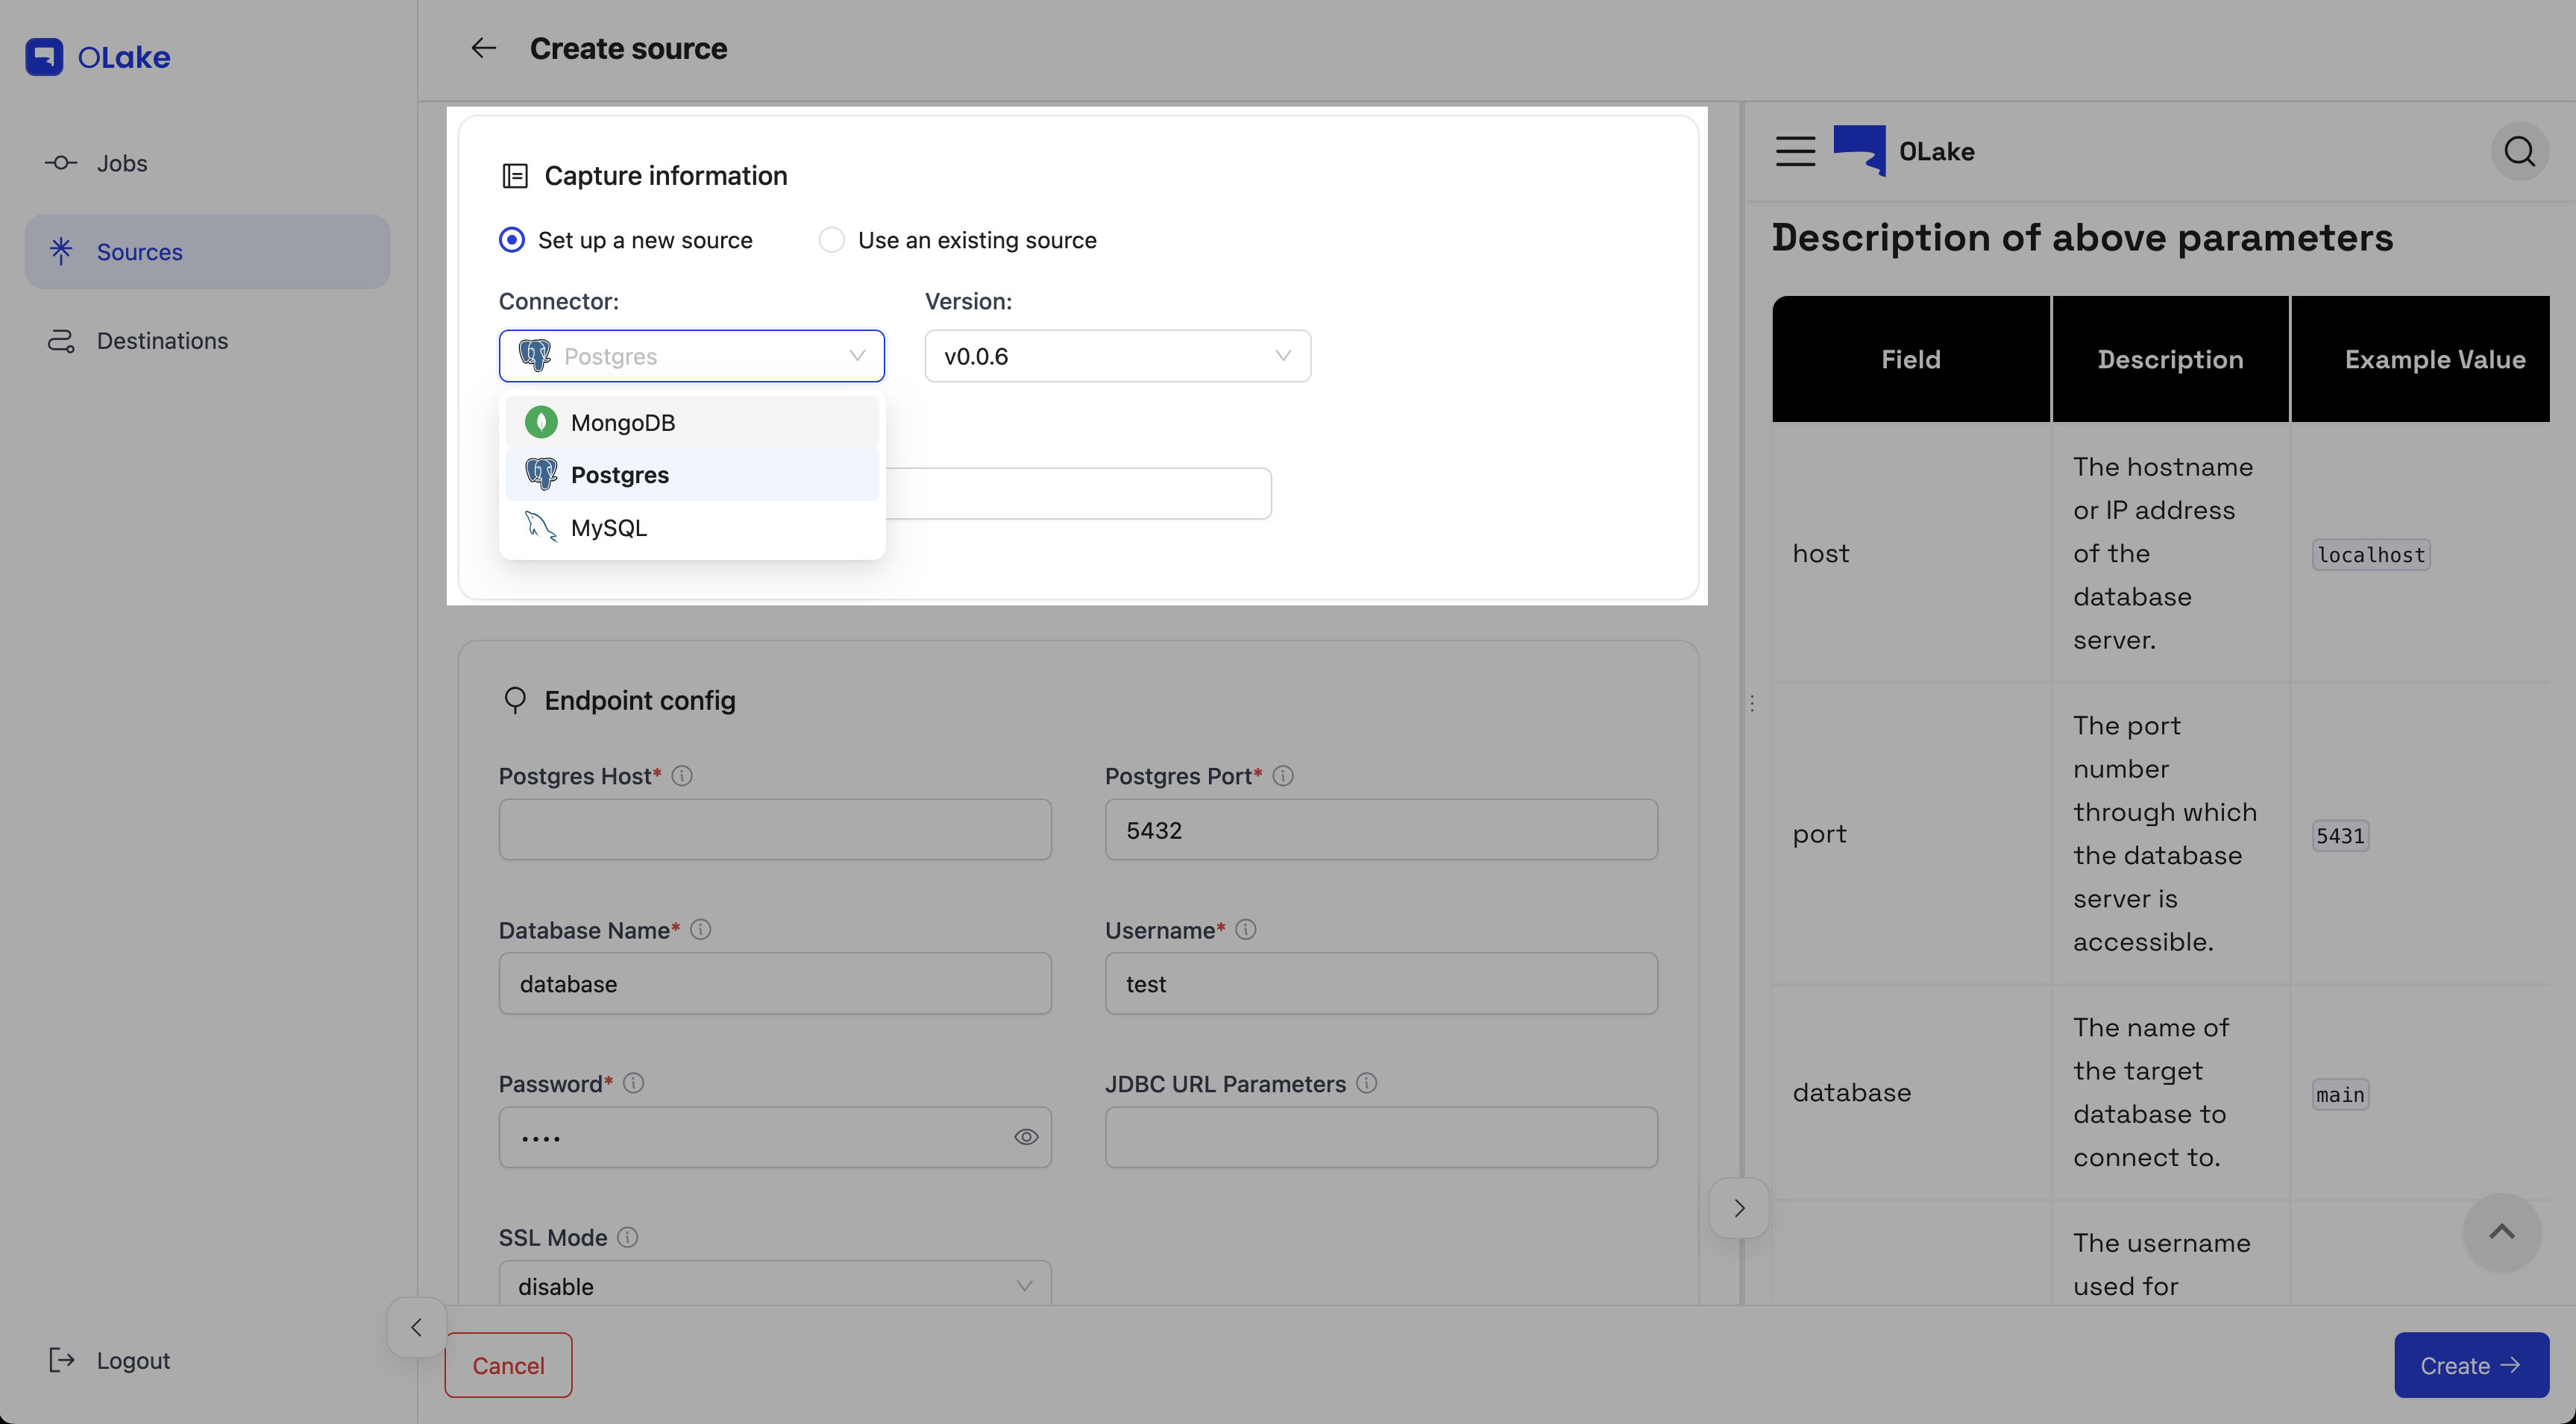 OLake
Jobs
Sources
Destinations
Logout
Create source
Capture information
Set up a new source
Use an existing source
Connector:
Version:
Postgres
v0.0.6
MongoDB
Postgres
MySQL
Endpoint config
Postgres Host*
Postgres Port*
5432
Database Name*
Username*
database
test
Password*
JDBC URL Parameters
••••
SSL Mode
disable
Cancel
Create
OLake
Description of above parameters
Field
Description
Example Value
host
The hostname
or IP address
of the
database
server.
localhost
port
The port
number
through which
the database
server is
accessible.
5431
database
The name of
the target
database to
connect to.
main
The username
used for